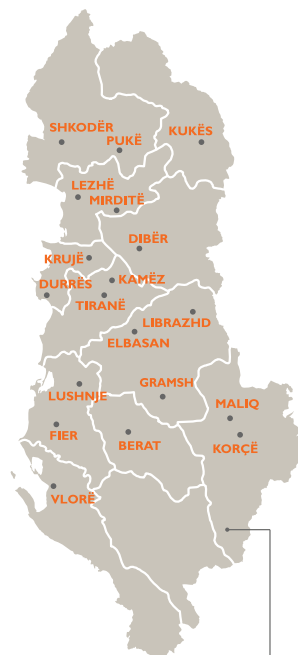 SHKODËR
PUKË
KUKËS
LEZHË
MIRDITË
DIBËR
KRUJË
KAMËZ
DURRËS
TIRANË
LIBRAZHD
ELBASAN
GRAMSH
LUSHNJE
MALIQ
FIER
BERAT
KORÇË
VLORË